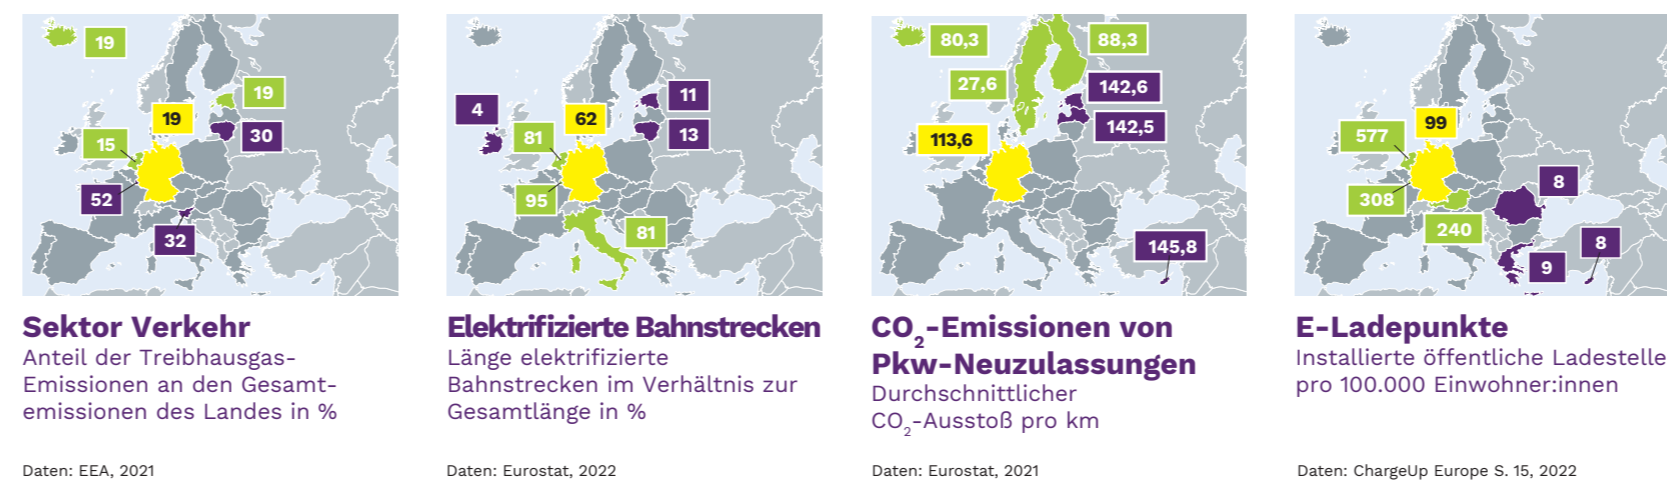 19
19
19
30
15
52
32
Sektor Verkehr
Anteil der Treibhausgas-
Emissionen an den Gesamt-
emissionen des Landes in %
Daten: EEA, 2021
4
11
62
13
81
95
81
Elektrifizierte Bahnstrecken
Länge elektrifizierte
Bahnstrecken im Verhältnis zur
Gesamtlänge in %
Daten: Eurostat, 2022
80,3
88,3
27,6
142,6
142,5
113,6
145,8
CO₂-Emissionen von
Pkw-Neuzulassungen
Durchschnittlicher
CO₂-Ausstoß pro km
Daten: Eurostat, 2021
99
577
8
308
240
8
9
E-Ladepunkte
Installierte öffentliche Ladestelle
pro 100.000 Einwohner:innen
Daten: ChargeUp Europe S. 15, 2022